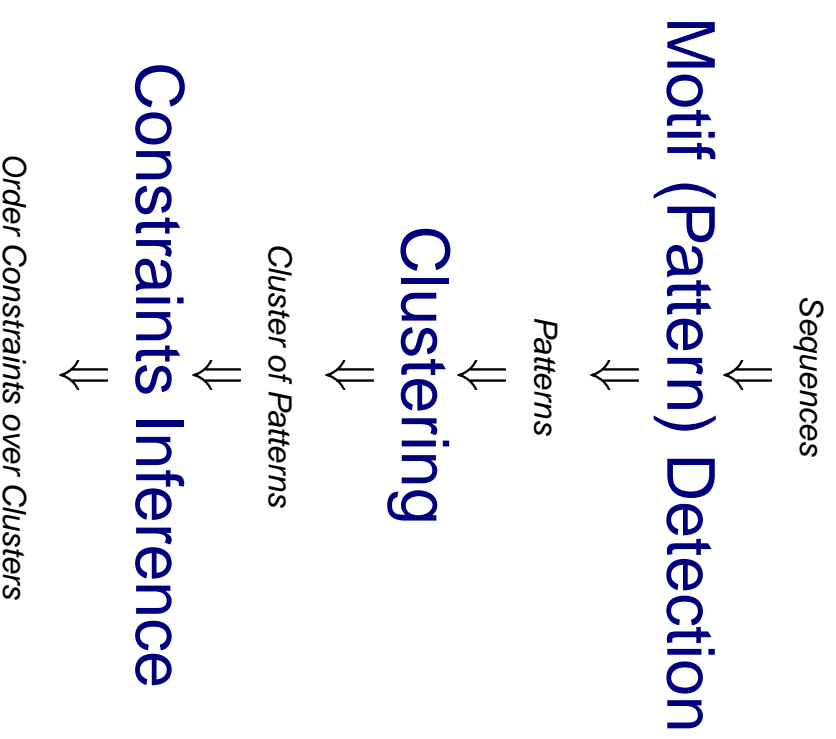 Sequences
⇓
Motif (Pattern) Detection
⇓
Patterns
⇓
Clustering
⇓
Cluster of Patterns
⇓
Constraints Inference
⇓
Order Constraints over Clusters